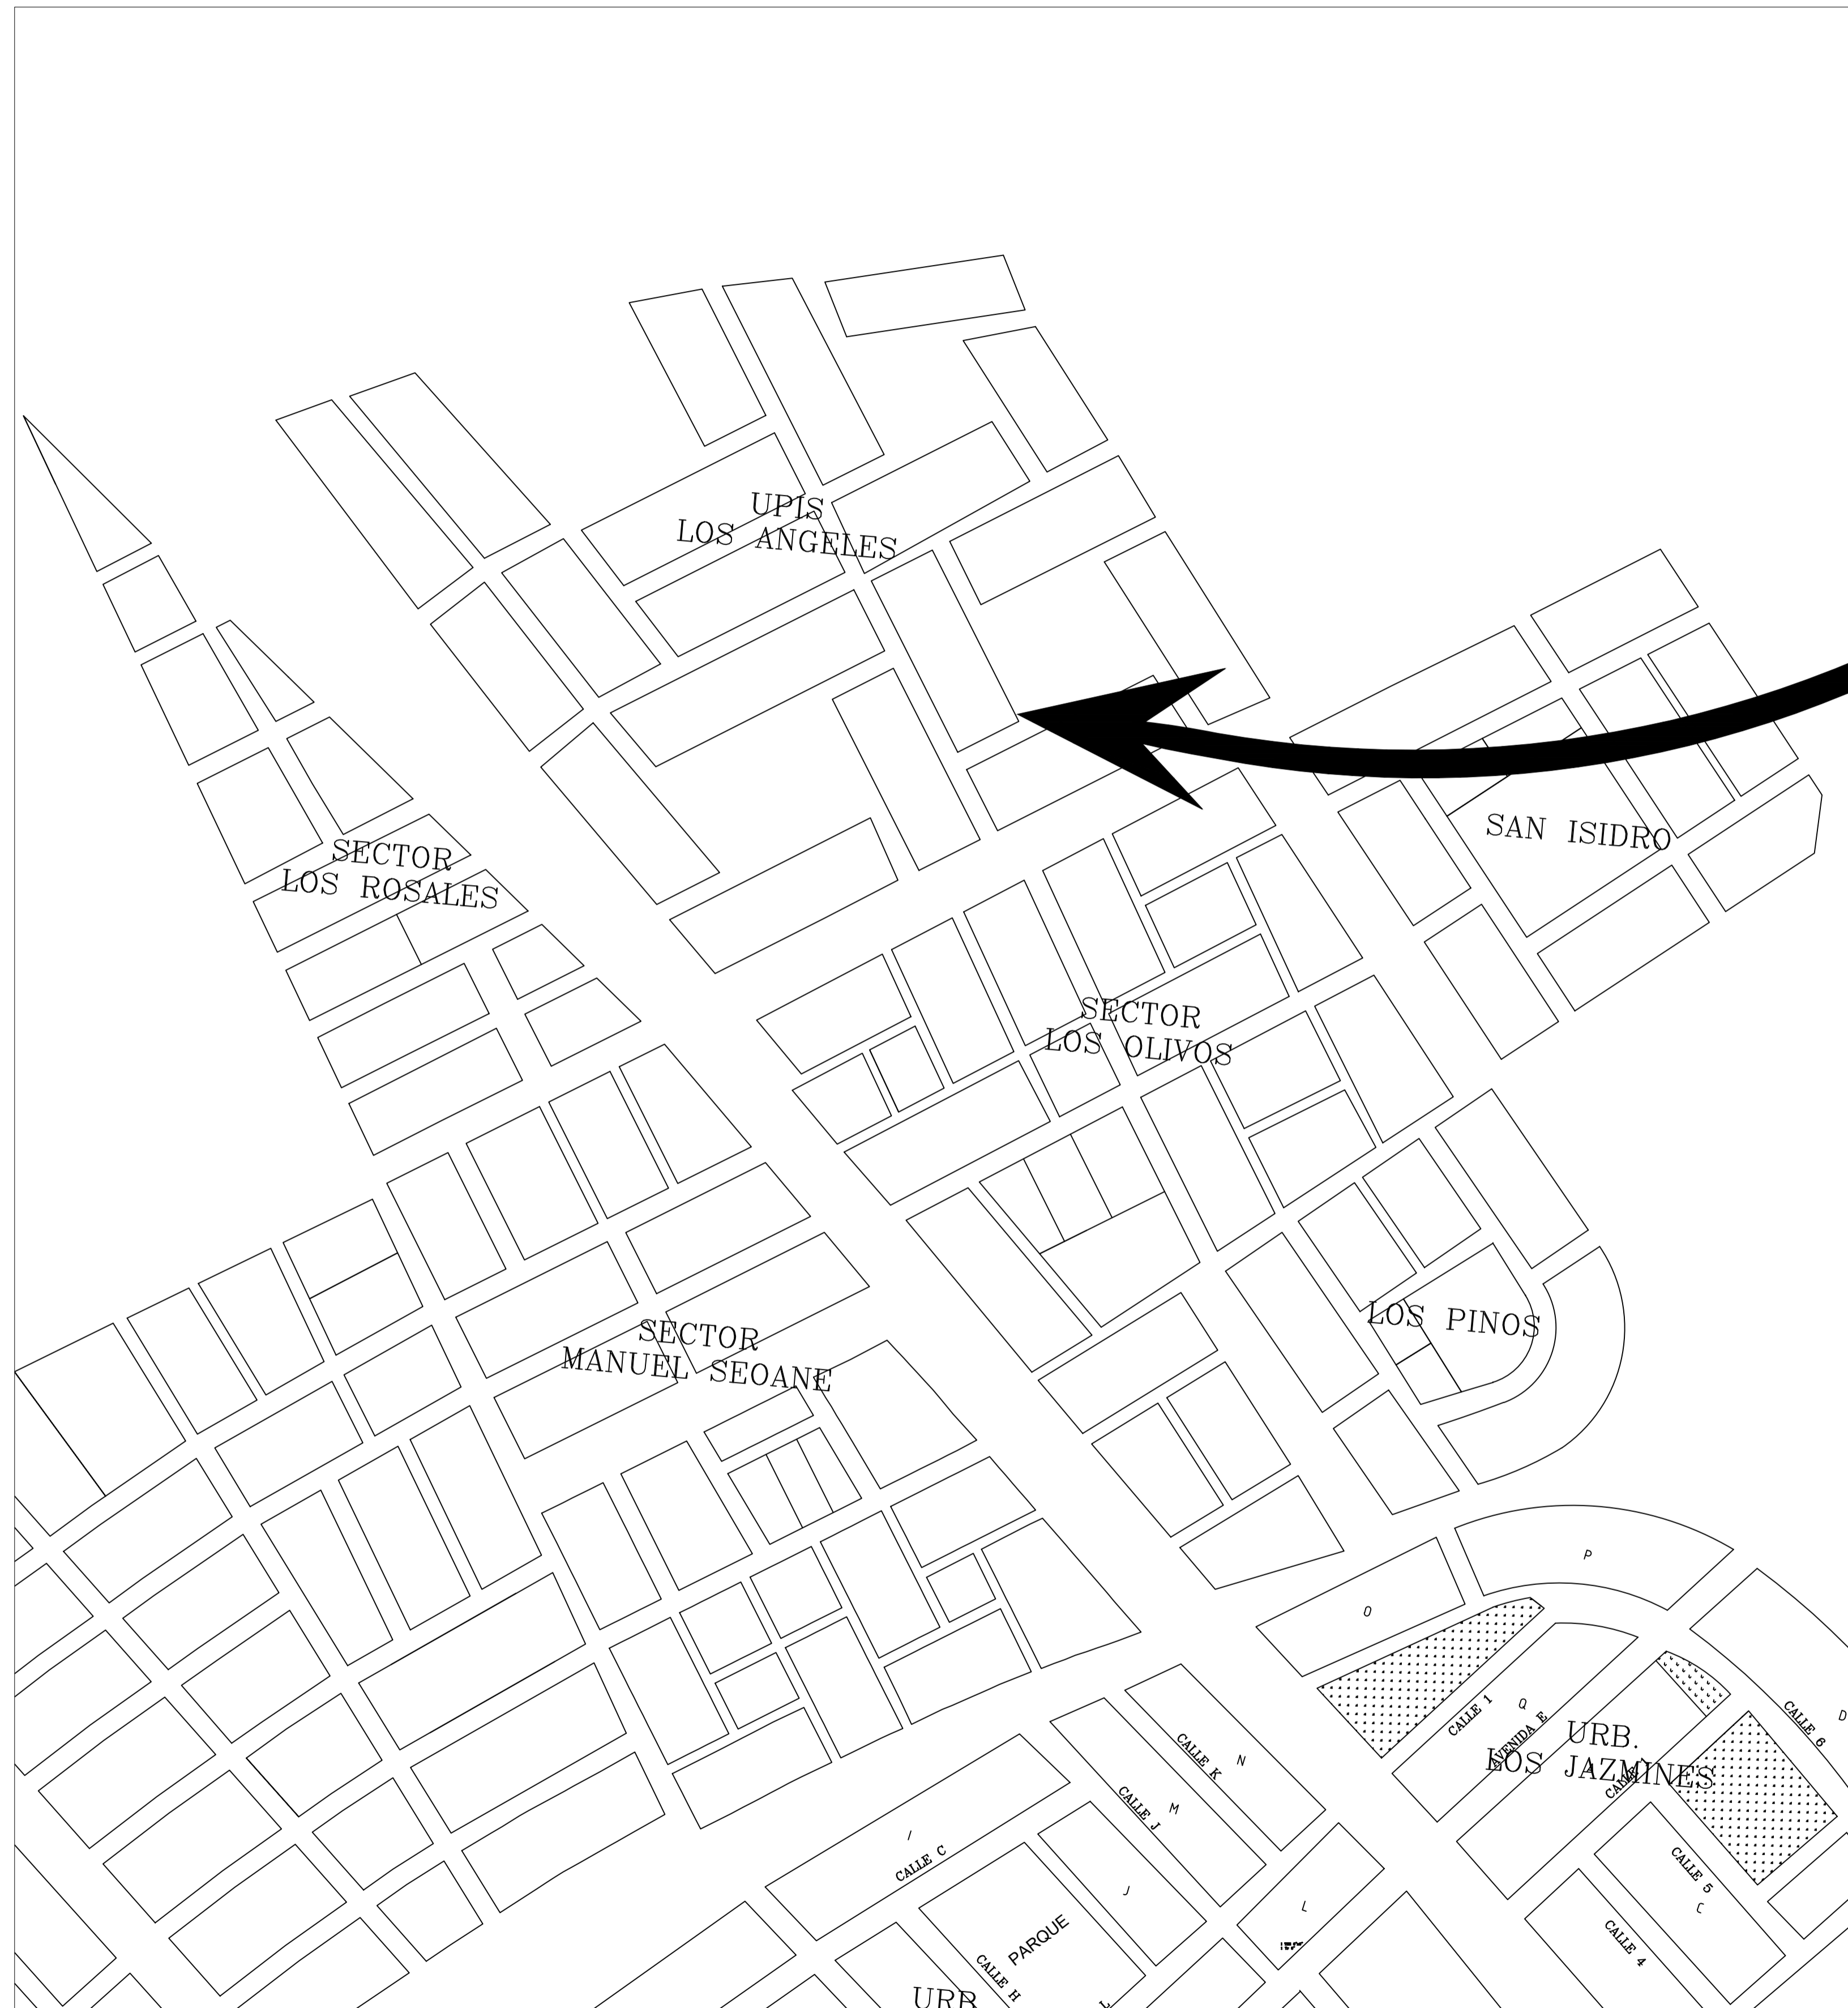 UPIS
LOS ANGELES
SAN ISIDRO
SECTOR
LOS ROSALES
SECTOR
LOS OLIVOS
LOS PINOS
SECTOR
MANUEL SEOANE
P
O
Q
CALLE 1
AVENIDA E
URB.
LOS JAZMINES
CALLE 6
D
CALLE K
N
CALLE J
M
I
CALLE C
J
L
CALLE 5
C
CALLE 4
PARQUE
CALLE H
URB